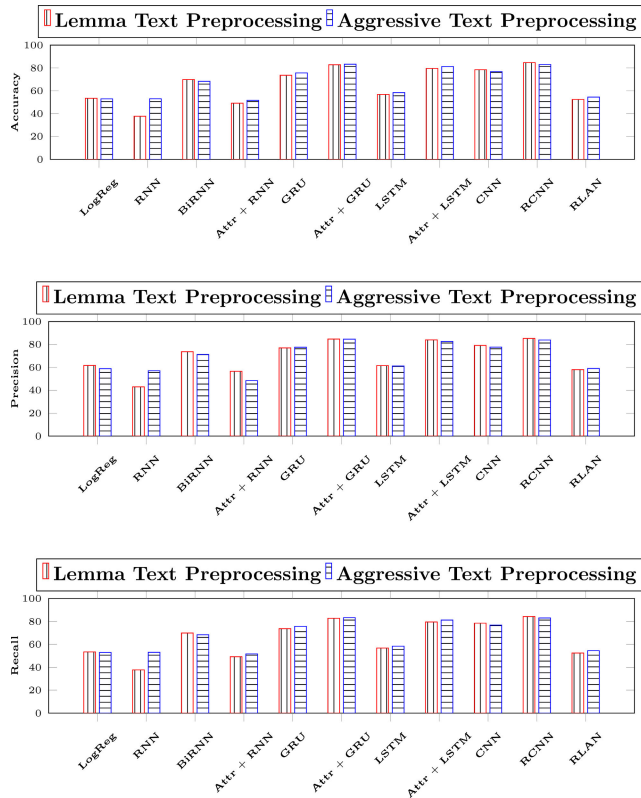 Lemma Text Preprocessing Aggressive Text Preprocessing
100
80
60
40
20
0
Accuracy
LogReg
RNN
BiRNN
Attr + RNN
GRU
Attr + GRU
LSTM
Attr + LSTM
CNN
RCNN
RLAN
Lemma Text Preprocessing Aggressive Text Preprocessing
100
80
60
40
20
0
Precision
LogReg
RNN
BiRNN
Attr + RNN
GRU
Attr + GRU
LSTM
Attr + LSTM
CNN
RCNN
RLAN
Lemma Text Preprocessing Aggressive Text Preprocessing
100
80
60
40
20
0
Recall
LogReg
RNN
BiRNN
Attr + RNN
GRU
Attr + GRU
LSTM
Attr + LSTM
CNN
RCNN
RLAN